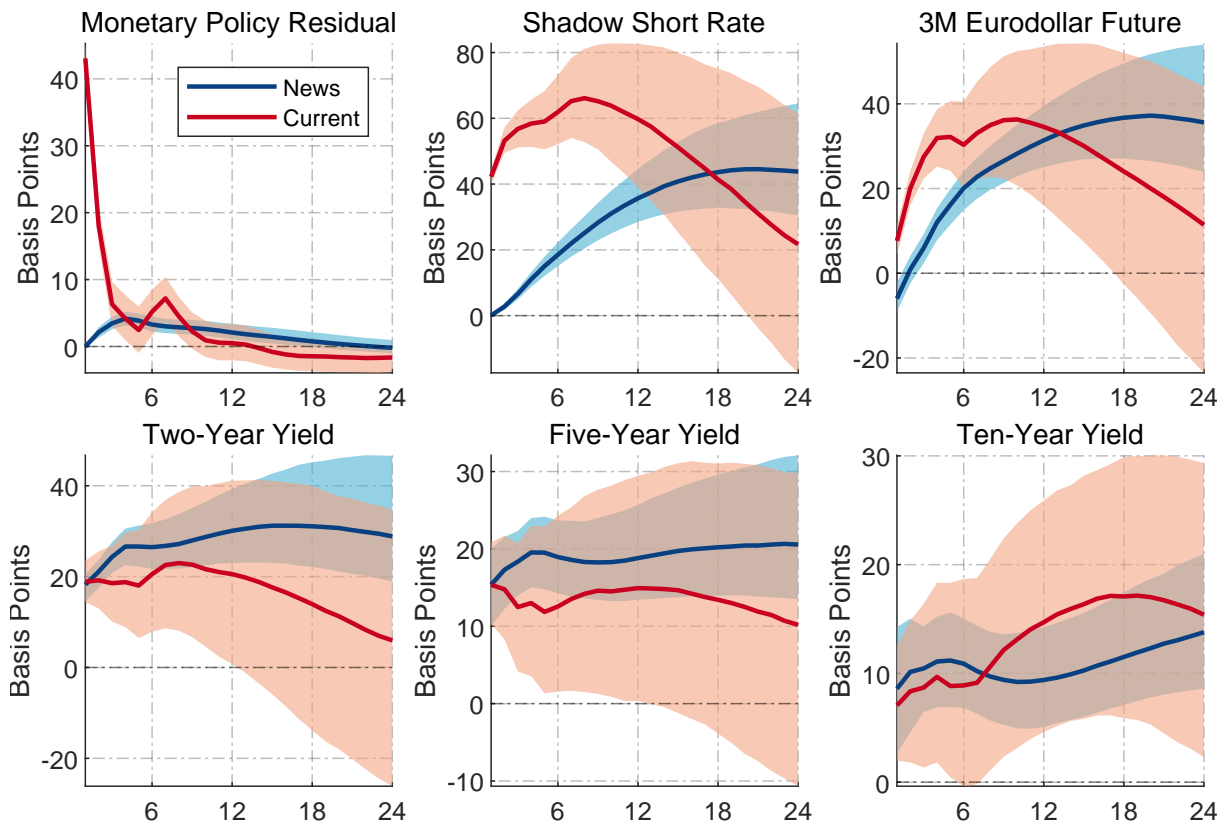 Monetary Policy Residual
Basis Points
40
30
20
10
0
6 12 18 24
News
Current
Shadow Short Rate
Basis Points
80
60
40
20
0
6 12 18 24
3M Eurodollar Future
Basis Points
40
20
0
-20
6 12 18 24
Two-Year Yield
Basis Points
40
20
0
-20
6 12 18 24
Five-Year Yield
Basis Points
30
20
10
0
-10
6 12 18 24
Ten-Year Yield
Basis Points
30
20
10
0
6 12 18 24